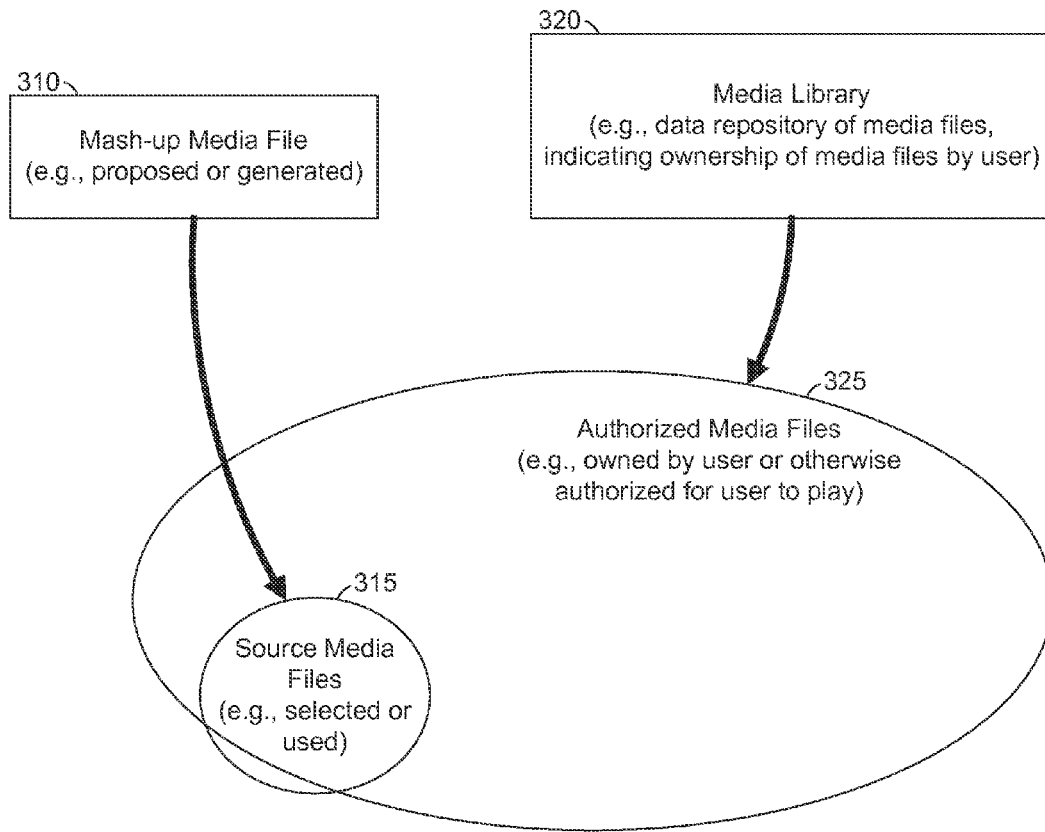 310
Mash-up Media File
(e.g., proposed or generated)
320
Media Library
(e.g., data repository of media files,
indicating ownership of media files by user)
325
Authorized Media Files
(e.g., owned by user or otherwise
authorized for user to play)
315
Source Media
Files
(e.g., selected or
used)